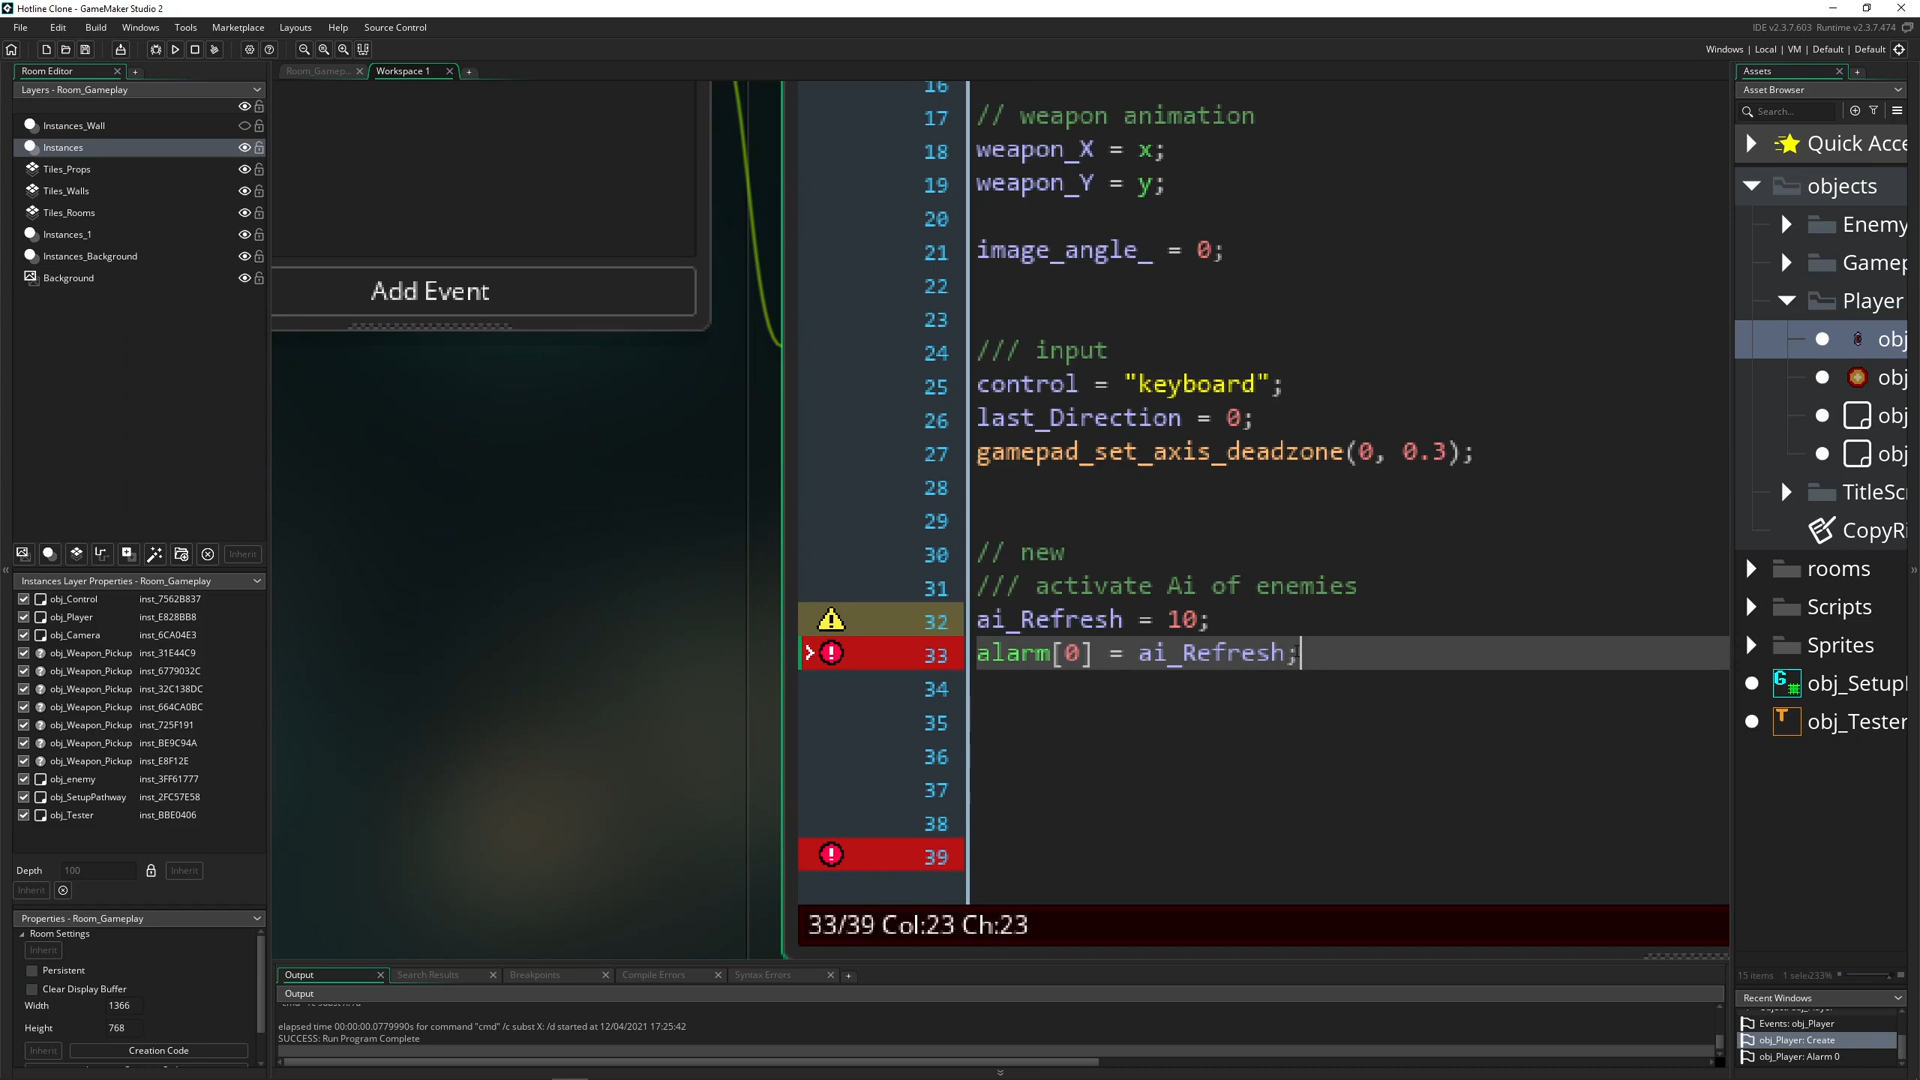 Hotline Clone - GameMaker Studio 2
File Edit Build Windows Tools Marketplace Layouts Help Source Control
IDE v2.3.7.603 Runtime v2.3.7.474
Windows | Local | VM | Default | Default
Room Editor
Layers - Room_Gameplay
Instances_Wall
Instances
Tiles_Props
Tiles_Walls
Tiles_Rooms
Instances_1
Instances_Background
Background
Inherit
Instances Layer Properties - Room_Gameplay
obj_Control inst_7562B837
obj_Player inst_E828BB8
obj_Camera inst_6CA04E3
obj_Weapon_Pickup inst_31E44C9
obj_Weapon_Pickup inst_6779032C
obj_Weapon_Pickup inst_32C138DC
obj_Weapon_Pickup inst_664CA0BC
obj_Weapon_Pickup inst_725F191
obj_Weapon_Pickup inst_BE9C94A
obj_Weapon_Pickup inst_E8F12E
obj_enemy inst_3FF61777
obj_SetupPathway inst_2FC57E58
obj_Tester inst_BBE0406
Depth 100 Inherit
Inherit
Properties - Room_Gameplay
Room Settings
Inherit
Persistent
Clear Display Buffer
Width 1366
Height 768
Inherit Creation Code
Room_Gamep... Workspace 1
Add Event
16
17 // weapon animation
18 weapon_X = x;
19 weapon_Y = y;
20
21 image_angle_ = 0;
22
23
24 /// input
25 control = "keyboard";
26 last_Direction = 0;
27 gamepad_set_axis_deadzone(0, 0.3);
28
29
30 // new
31 /// activate Ai of enemies
32 ai_Refresh = 10;
33 alarm[0] = ai_Refresh;
34
35
36
37
38
39
33/39 Col:23 Ch:23
Output Search Results Breakpoints Compile Errors Syntax Errors
Output
elapsed time 00:00:00.0779990s for command "cmd" /c subst X: /d started at 12/04/2021 17:25:42
SUCCESS: Run Program Complete
Assets
Asset Browser
Search...
Quick Acce
objects
Enemy
Gamep
Player
obj
obj
obj
obj
TitleScr
CopyRi
rooms
Scripts
Sprites
obj_SetupI
obj_Tester
15 items 1 selec 233%
Recent Windows
Events: obj_Player
obj_Player: Create
obj_Player: Alarm 0